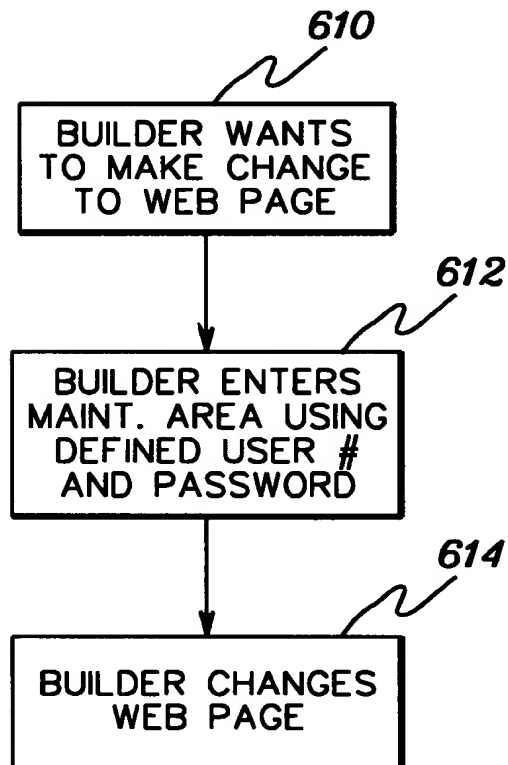 610
BUILDER WANTS
TO MAKE CHANGE
TO WEB PAGE
612
BUILDER ENTERS
MAINT. AREA USING
DEFINED USER #
AND PASSWORD
614
BUILDER CHANGES
WEB PAGE